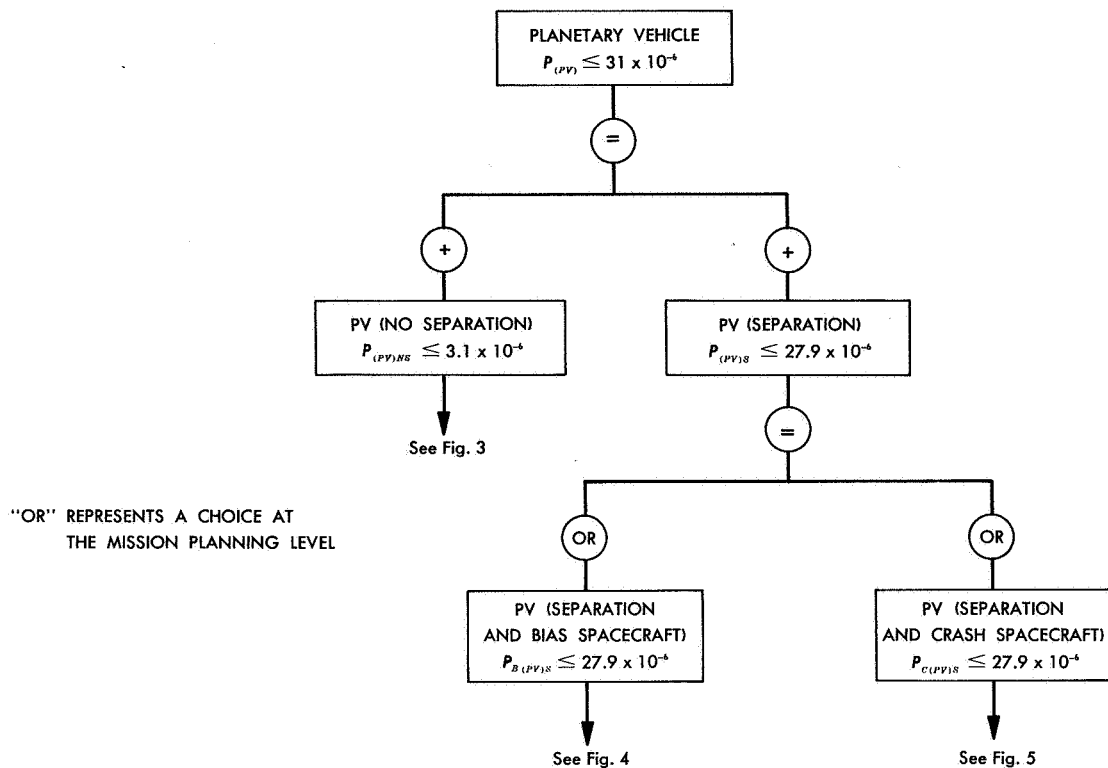 PLANETARY VEHICLE
P(PV) ≦ 31 x 10⁻⁶
=
+
+
PV (NO SEPARATION)
P(PV)NS ≦ 3.1 x 10⁻⁶
PV (SEPARATION)
P(PV)S ≦ 27.9 x 10⁻⁶
See Fig. 3
=
"OR" REPRESENTS A CHOICE AT
THE MISSION PLANNING LEVEL
OR
OR
PV (SEPARATION
AND BIAS SPACECRAFT)
PB(PV)S ≦ 27.9 x 10⁻⁶
PV (SEPARATION
AND CRASH SPACECRAFT)
PC(PV)S ≦ 27.9 x 10⁻⁶
See Fig. 4
See Fig. 5